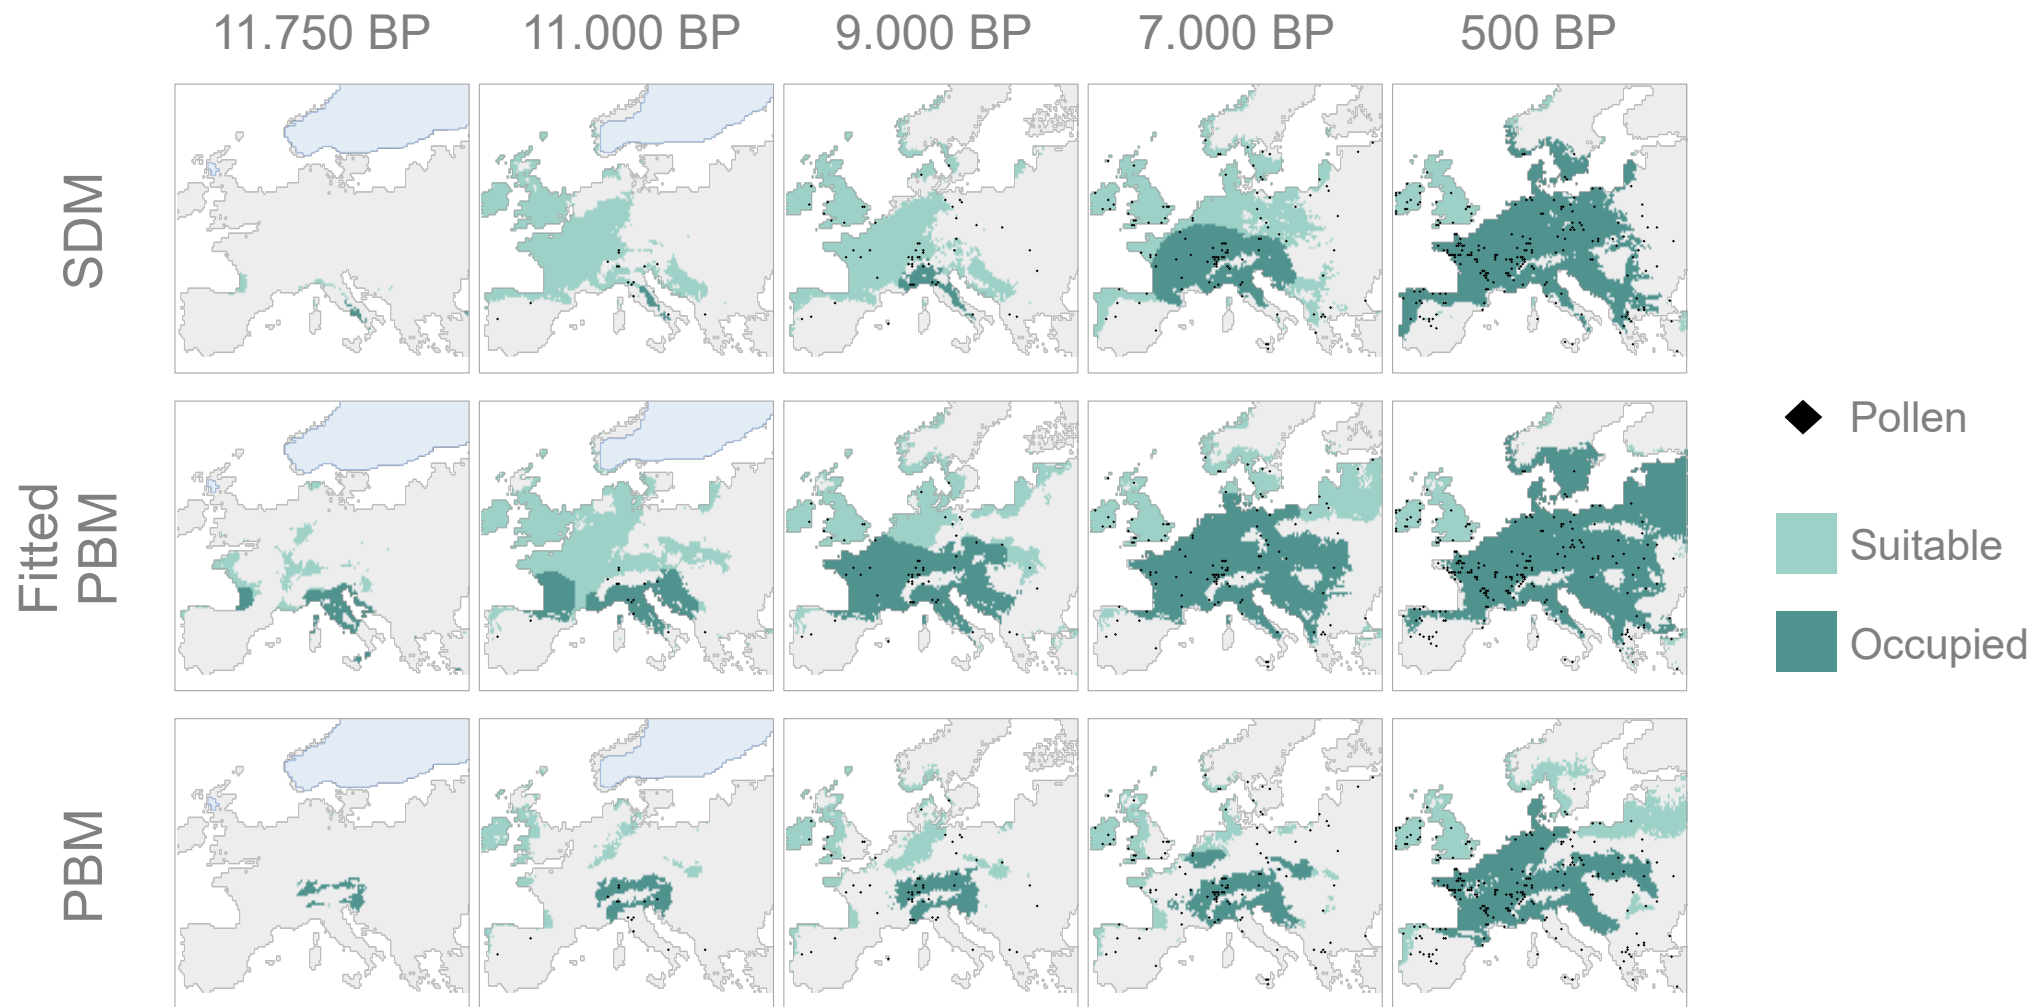 11.750 BP
11.000 BP
9.000 BP
7.000 BP
500 BP
SDM
Fitted
PBM
PBM
Pollen
Suitable
Occupied